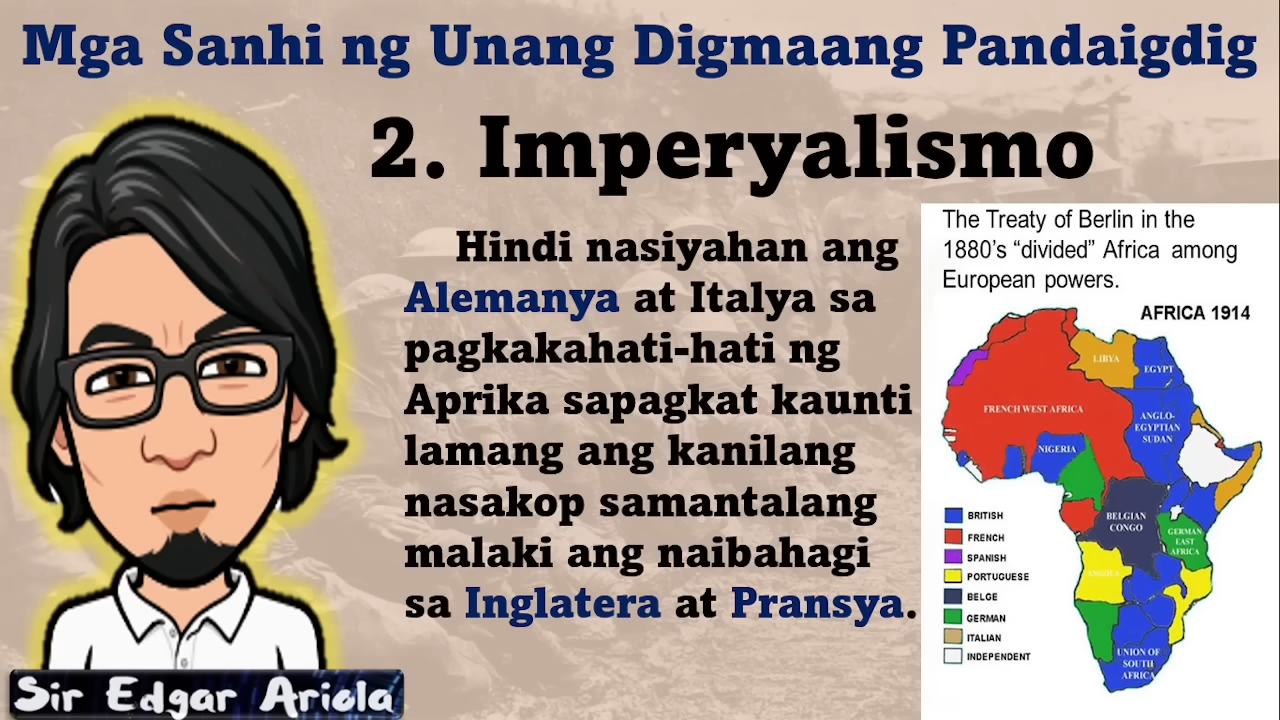 Mga Sanhi ng Unang Digmaang Pandaigdig
2. Imperyalismo
Hindi nasiyahan ang
Alemanya at Italya sa
pagkakahati-hati ng
Aprika sapagkat kaunti
lamang ang kanilang
nasakop samantalang
malaki ang naibahagi
sa Inglatera at Pransya.
The Treaty of Berlin in the
1880's “divided” Africa among
European powers.
AFRICA 1914
LIBYA
EGYPT
FRENCH WEST AFRICA
ANGLO-
EGYPTIAN
SUDAN
NIGERIA
BELGIAN
CONGO
GERMAN
EAST
AFRICA
ANGOLA
UNION OF
SOUTH
AFRICA
BRITISH
FRENCH
SPANISH
PORTUGUESE
BELGE
GERMAN
ITALIAN
INDEPENDENT
Sir Edgar Ariola